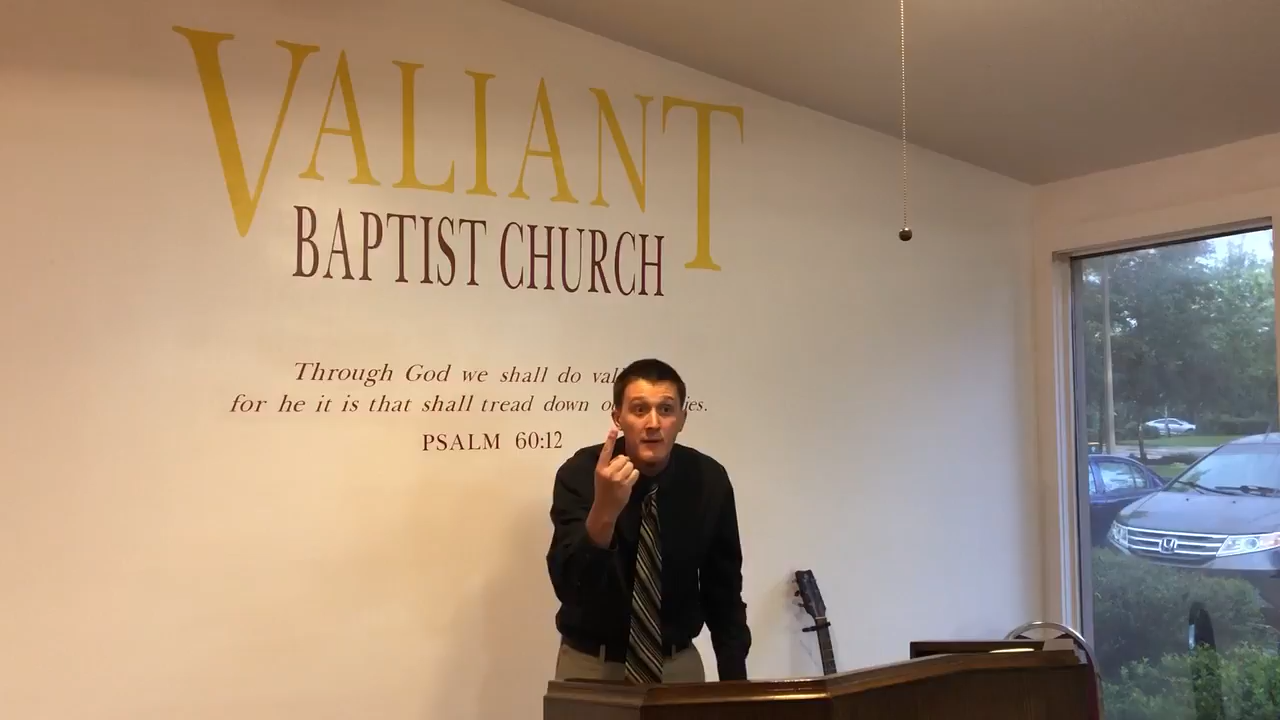 VALIANT
BAPTIST CHURCH
Through God we shall do
for he it is that shall tread down
PSALM 60:12